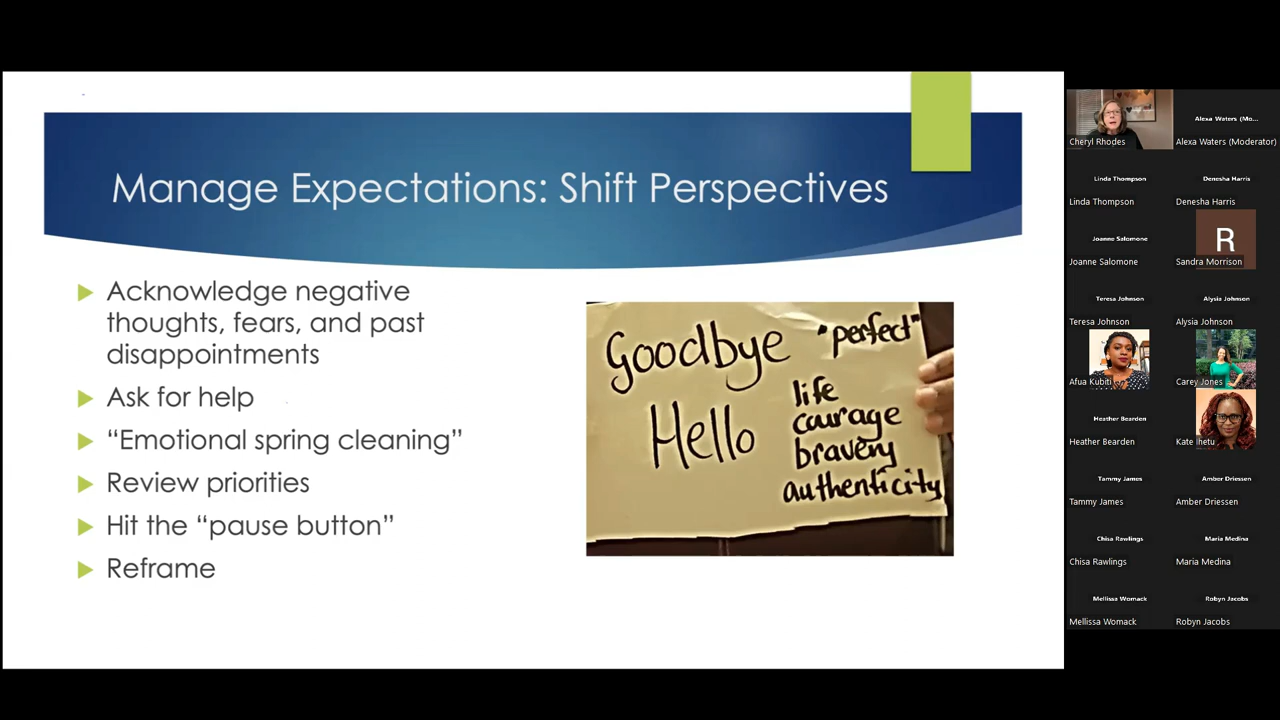 Manage Expectations: Shift Perspectives
Acknowledge negative
thoughts, fears, and past
disappointments
Ask for help
“Emotional spring cleaning”
Review priorities
Hit the “pause button”
Reframe
Goodbye "perfect"
Hello life
courage
bravery
authenticity
Cheryl Rhodes
Alexa Waters (Mo...
Alexa Waters (Moderator)
Linda Thompson
Linda Thompson
Denesha Harris
Denesha Harris
Joanne Salomone
Joanne Salomone
R
Sandra Morrison
Teresa Johnson
Teresa Johnson
Alysia Johnson
Alysia Johnson
Afua Kubiti
Carey Jones
Heather Bearden
Heather Bearden
Kate Ihetu
Tammy James
Tammy James
Amber Driessen
Amber Driessen
Chisa Rawlings
Chisa Rawlings
Maria Medina
Maria Medina
Mellissa Womack
Mellissa Womack
Robyn Jacobs
Robyn Jacobs